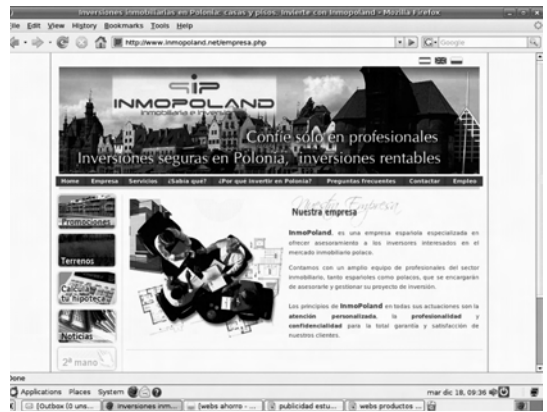 Inversiones inmobiliarias en Polonia: casas y pisos. Invierte con Inmopoland - Mozilla Firefox
File Edit View History Bookmarks Tools Help
http://www.inmopoland.net/empresa.php
Google
INMOPOLAND
Inmobiliaria e Inversión
Confíe sólo en profesionales
Inversiones seguras en Polonia, inversiones rentables
Home Empresa Servicios ¿Sabía qué? ¿Por qué invertir en Polonia? Preguntas frecuentes Contactar Empleo
Promociones
Terrenos
tu hipoteca
Noticias
2ª mano
Nuestra Empresa
Nuestra empresa
InmoPoland, es una empresa española especializada en
ofrecer asesoramiento a los inversores interesados en el
mercado inmobiliario polaco.
Contamos con un amplio equipo de profesionales del sector
inmobiliario, tanto españoles como polacos, que se encargarán
de asesorarle y gestionar su proyecto de inversión.
Los principios de InmoPoland en todas sus actuaciones son la
atención personalizada, la profesionalidad y
confidencialidad para la total garantía y satisfacción de
nuestros clientes.
Done
Applications Places System
mar dic 18, 09:36
[Outbox (0 uns...
Inversiones inm...
[webs ahorro - ...
publicidad estu...
webs productos ...